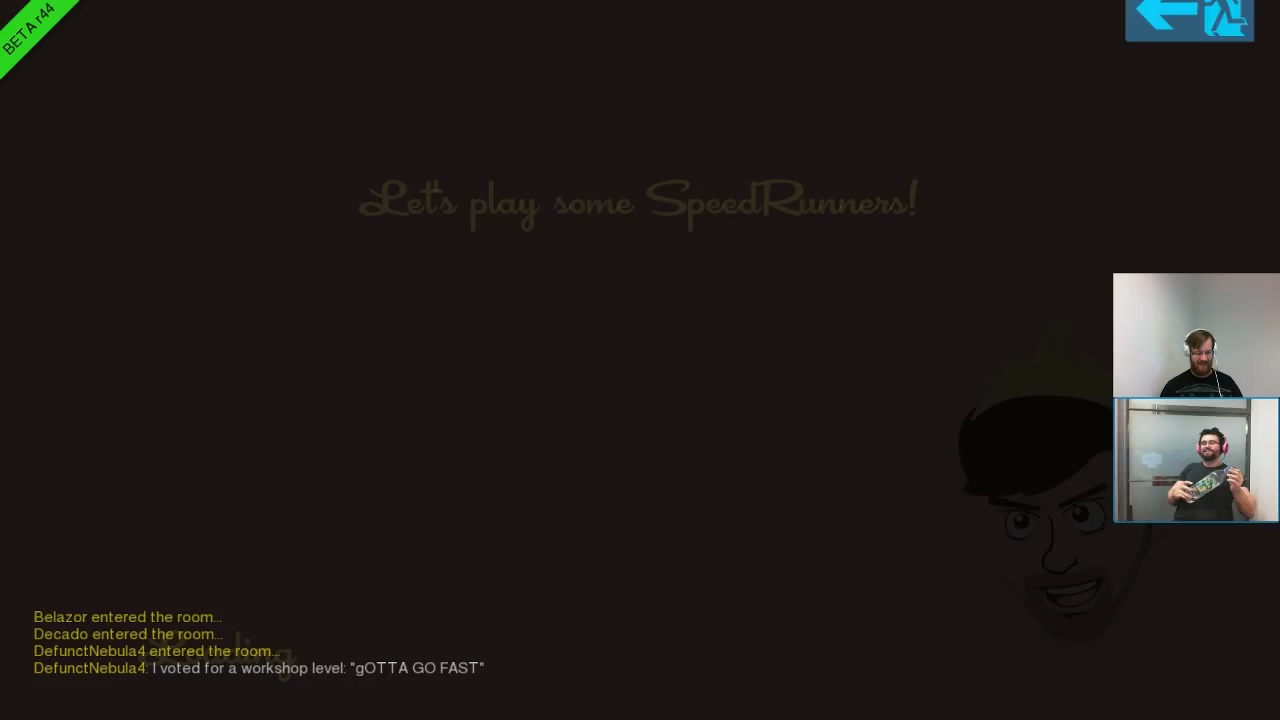 BETA r44
Let's play some SpeedRunners!
Belazor entered the room...
Decado entered the room...
DefunctNebula4 entered the room...
Loading
DefunctNebula4: I voted for a workshop level: "gOTTA GO FAST"